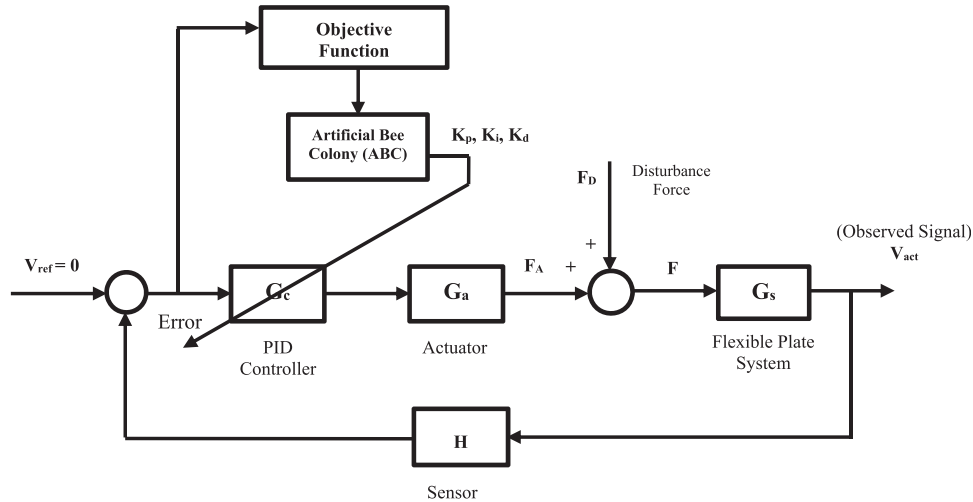 Objective
Function
Artificial Bee
Colony (ABC)
Kp, Ki, Kd
FD
Disturbance
Force
(Observed Signal)
Vact
Vref = 0
+
FA
+
F
Gc
Ga
Gs
Error
PID
Controller
Actuator
Flexible Plate
System
H
Sensor